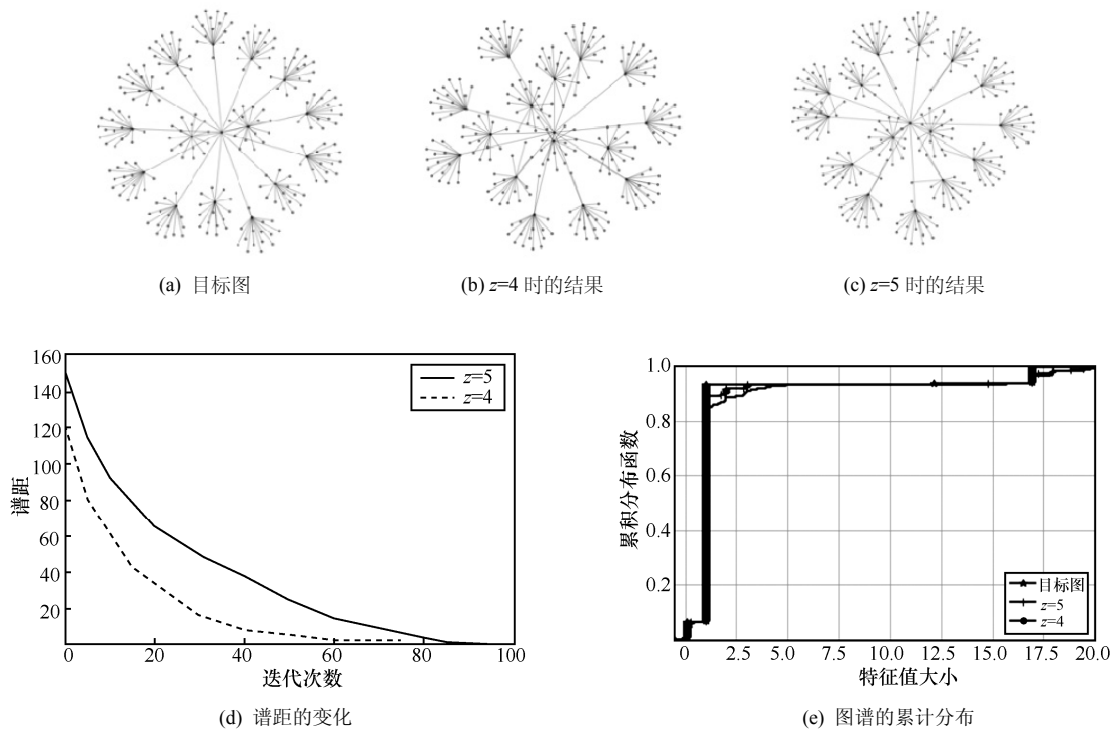 (a) 目标图
(b) z=4 时的结果
(c) z=5 时的结果
160
140
120
100
80
60
40
20
谱距
z=5
z=4
0
20
40
60
80
100
迭代次数
(d) 谱距的变化
1.0
0.8
0.6
0.4
0.2
累积分布函数
目标图
z=5
z=4
0
2.5
5.0
7.5
10.0
12.5
15.0
17.5
20.0
特征值大小
(e) 图谱的累计分布